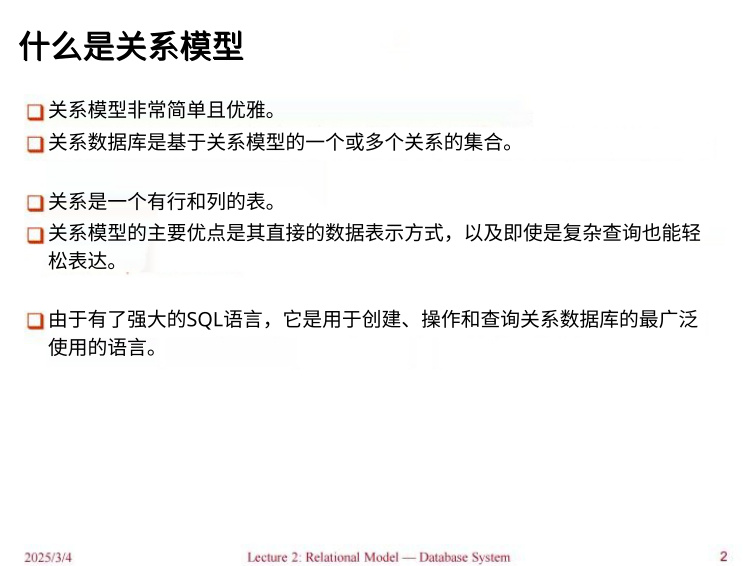 什么是关系模型
关系模型非常简单且优雅。
关系数据库是基于关系模型的一个或多个关系的集合。
关系是一个有行和列的表。
关系模型的主要优点是其直接的数据表示方式，以及即使是复杂查询也能轻
松表达。
由于有了强大的SQL语言，它是用于创建、操作和查询关系数据库的最广泛
使用的语言。
2025/3/4
Lecture 2: Relational Model — Database System
2